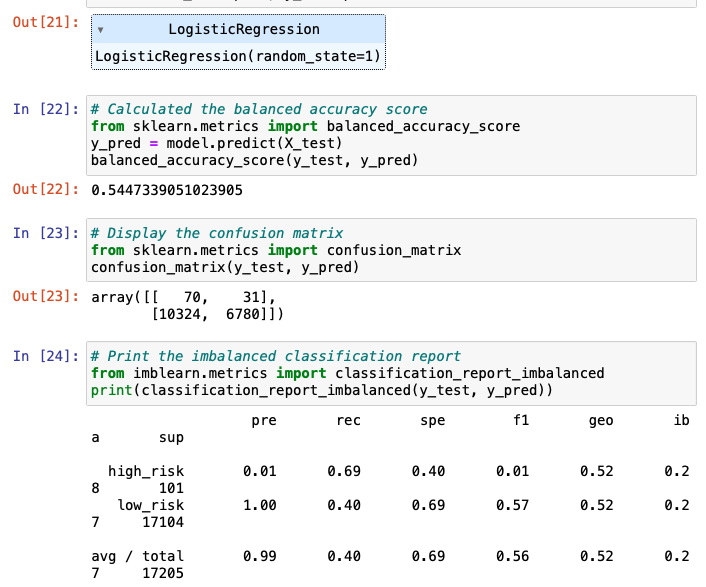 Out[21]:
▾ LogisticRegression
LogisticRegression(random_state=1)
In [22]: # Calculated the balanced accuracy score
from sklearn.metrics import balanced_accuracy_score
y_pred = model.predict(X_test)
balanced_accuracy_score(y_test, y_pred)
Out[22]: 0.5447339051023905
In [23]: # Display the confusion matrix
from sklearn.metrics import confusion_matrix
confusion_matrix(y_test, y_pred)
Out[23]: array([[   70,    31],
       [10324,  6780]])
In [24]: # Print the imbalanced classification report
from imblearn.metrics import classification_report_imbalanced
print(classification_report_imbalanced(y_test, y_pred))
                   pre       rec       spe        f1       geo       ib
a       sup
  high_risk       0.01      0.69      0.40      0.01      0.52      0.2
8       101
   low_risk       1.00      0.40      0.69      0.57      0.52      0.2
7     17104
avg / total       0.99      0.40      0.69      0.56      0.52      0.2
7     17205